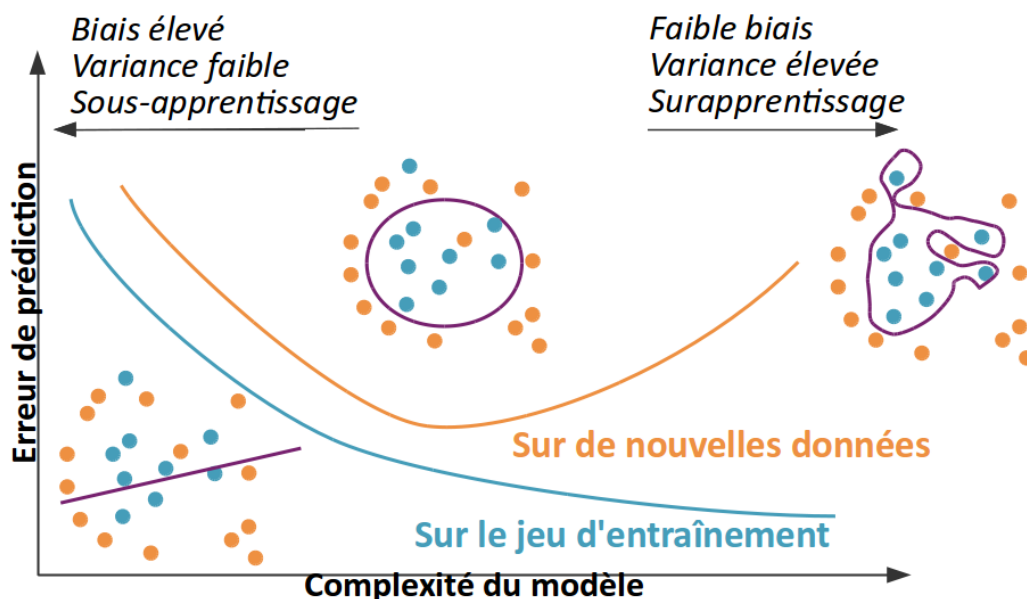 Biais élevé
Variance faible
Sous-apprentissage
Faible biais
Variance élevée
Surapprentissage
Erreur de prédiction
Sur de nouvelles données
Sur le jeu d'entraînement
Complexité du modèle